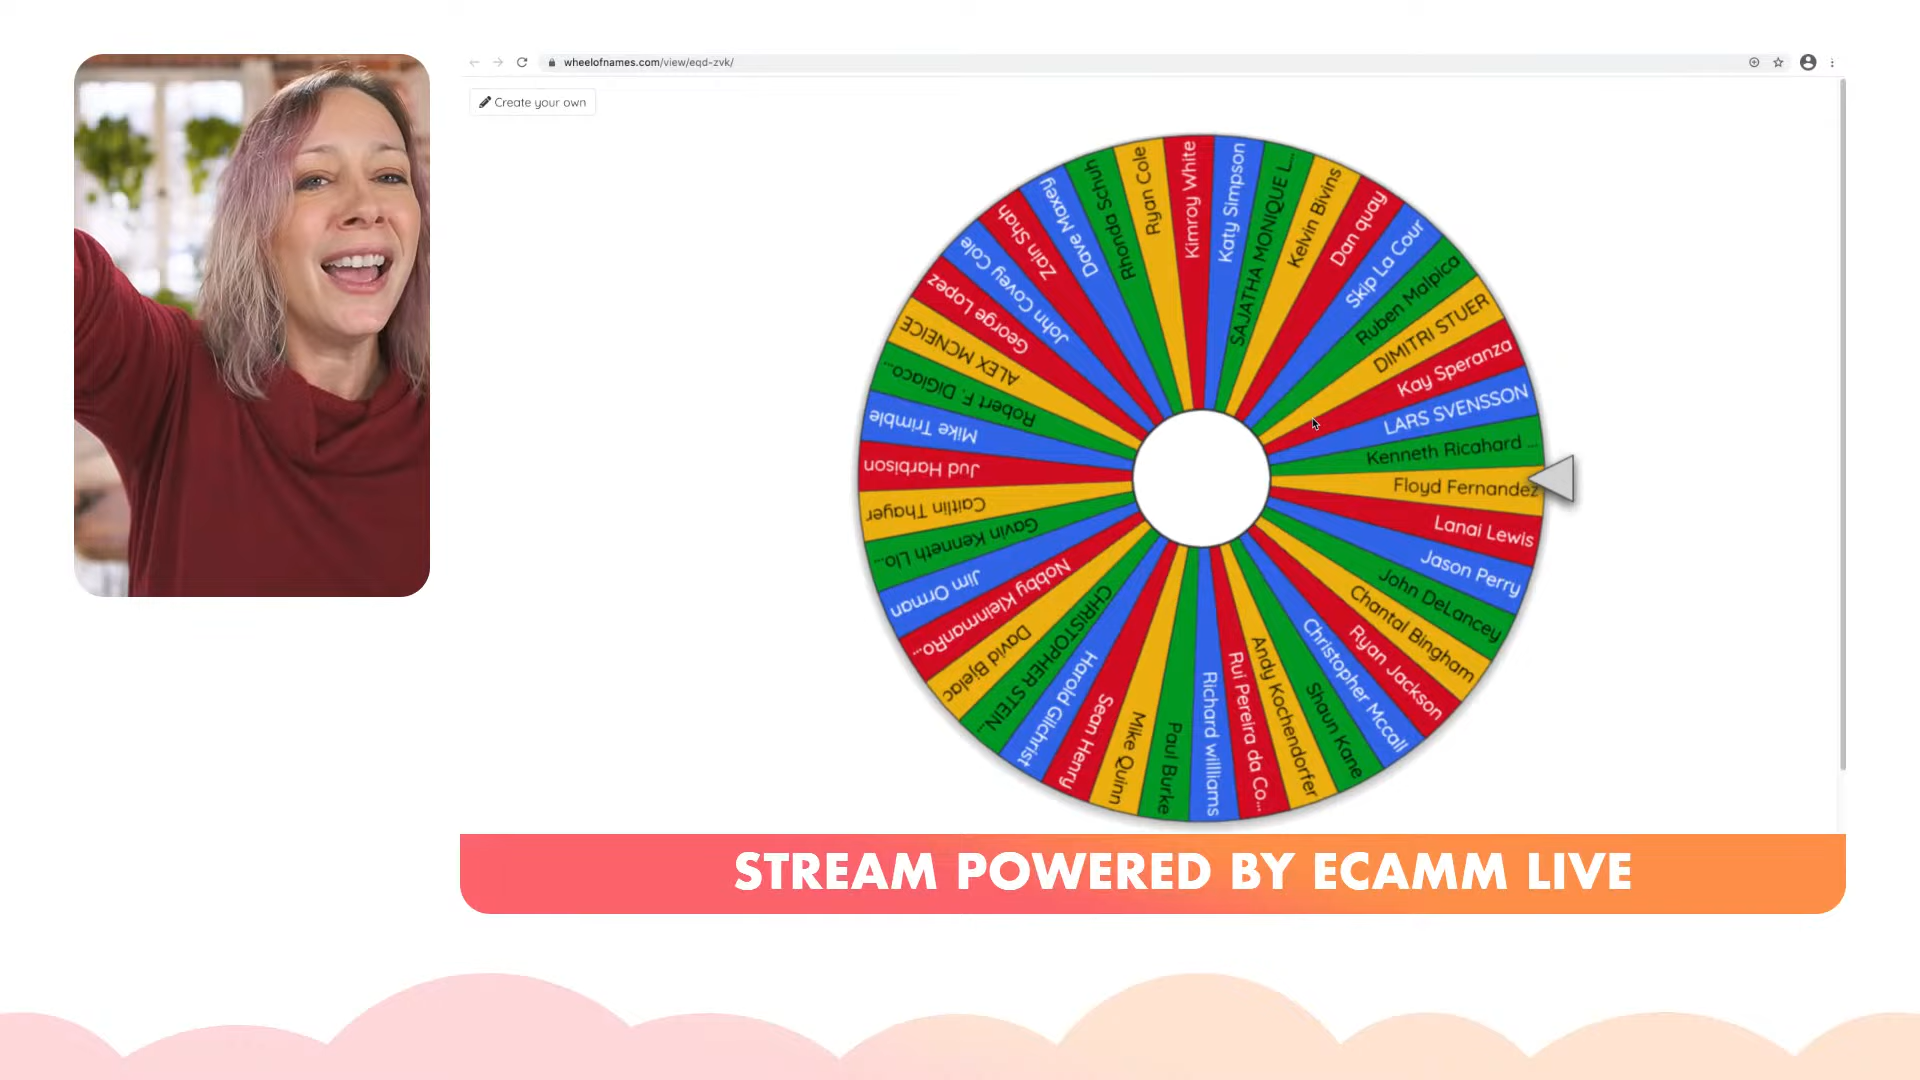 wheelofnames.com/view/eqd-zvk/
Create your own
Kimroy White
Katy Simpson
SAJATHA MONIQUE L...
Kelvin Bivins
Dan quay
Skip La Cour
Ruben Malpica
DIMITRI STUER
Kay Speranza
LARS SVENSSON
Kenneth Ricahard ...
Floyd Fernandez
Lanai Lewis
Jason Perry
John DeLancey
Chantal Bingham
Ryan Jackson
Christopher Mccall
Shaun Kane
Andy Kochendorfer
Rui Pereira da Co...
Richard willliams
Paul Burke
Mike Quinn
Sean Henry
Harold Gilchrist
CHRISTOPHER STEIN...
David Bjelac
Nobby KleinmanRo...
Jim Orman
Gavin Kenneth Llo...
Caitlin Thayer
Jud Harbison
Mike Trimble
Robert F. DiGiaco...
ALEX MCNEICE
George Lopez
John Covey Cole
Zain Shah
Dave Maxey
Rhonda Schuh
Ryan Cole
STREAM POWERED BY ECAMM LIVE